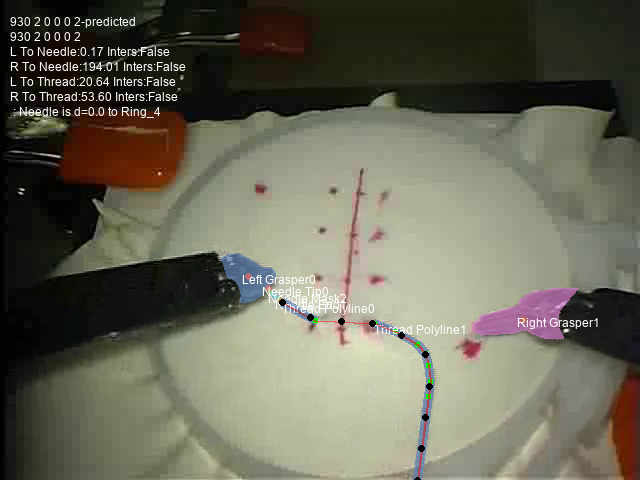 930 2 0 0 0 2-predicted
930 2 0 0 0 2
L To Needle:0.17 Inters:False
R To Needle:194.01 Inters:False
L To Thread:20.64 Inters:False
R To Thread:53.60 Inters:False
: Needle is d=0.0 to Ring_4
Left Grasper0
Needle Tip0
Thread Polyline0
Right Grasper1
Thread Polyline1